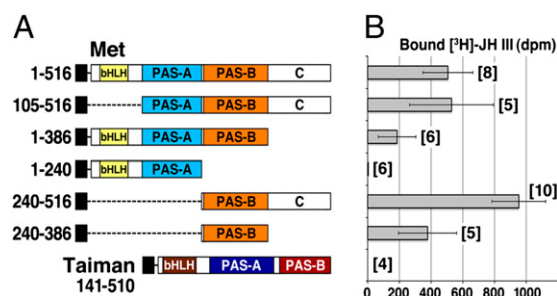 A
B
Met
Bound [³H]-JH III (dpm)
1-516 bHLH PAS-A PAS-B C [8]
105-516 PAS-A PAS-B C [5]
1-386 bHLH PAS-A PAS-B [6]
1-240 bHLH PAS-A [6]
240-516 PAS-B C [10]
240-386 PAS-B [5]
Taiman bHLH PAS-A PAS-B [4]
141-510
0 200 400 600 800 1000